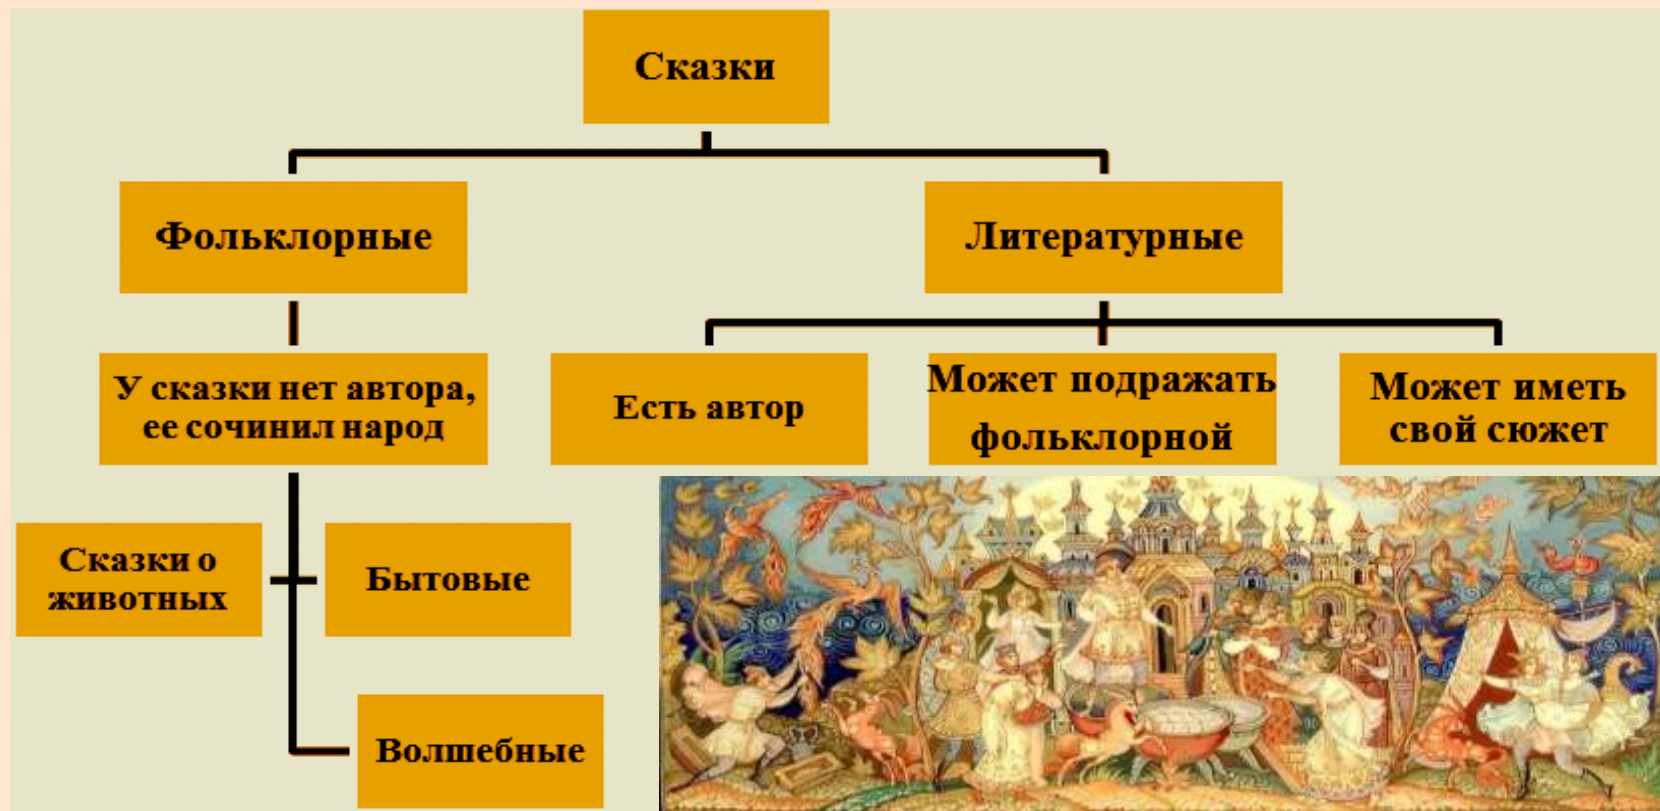 Сказки
Фольклорные
Литературные
У сказки нет автора,
ее сочинил народ
Есть автор
Может подражать
фольклорной
Может иметь
свой сюжет
Сказки о
животных
Бытовые
Волшебные